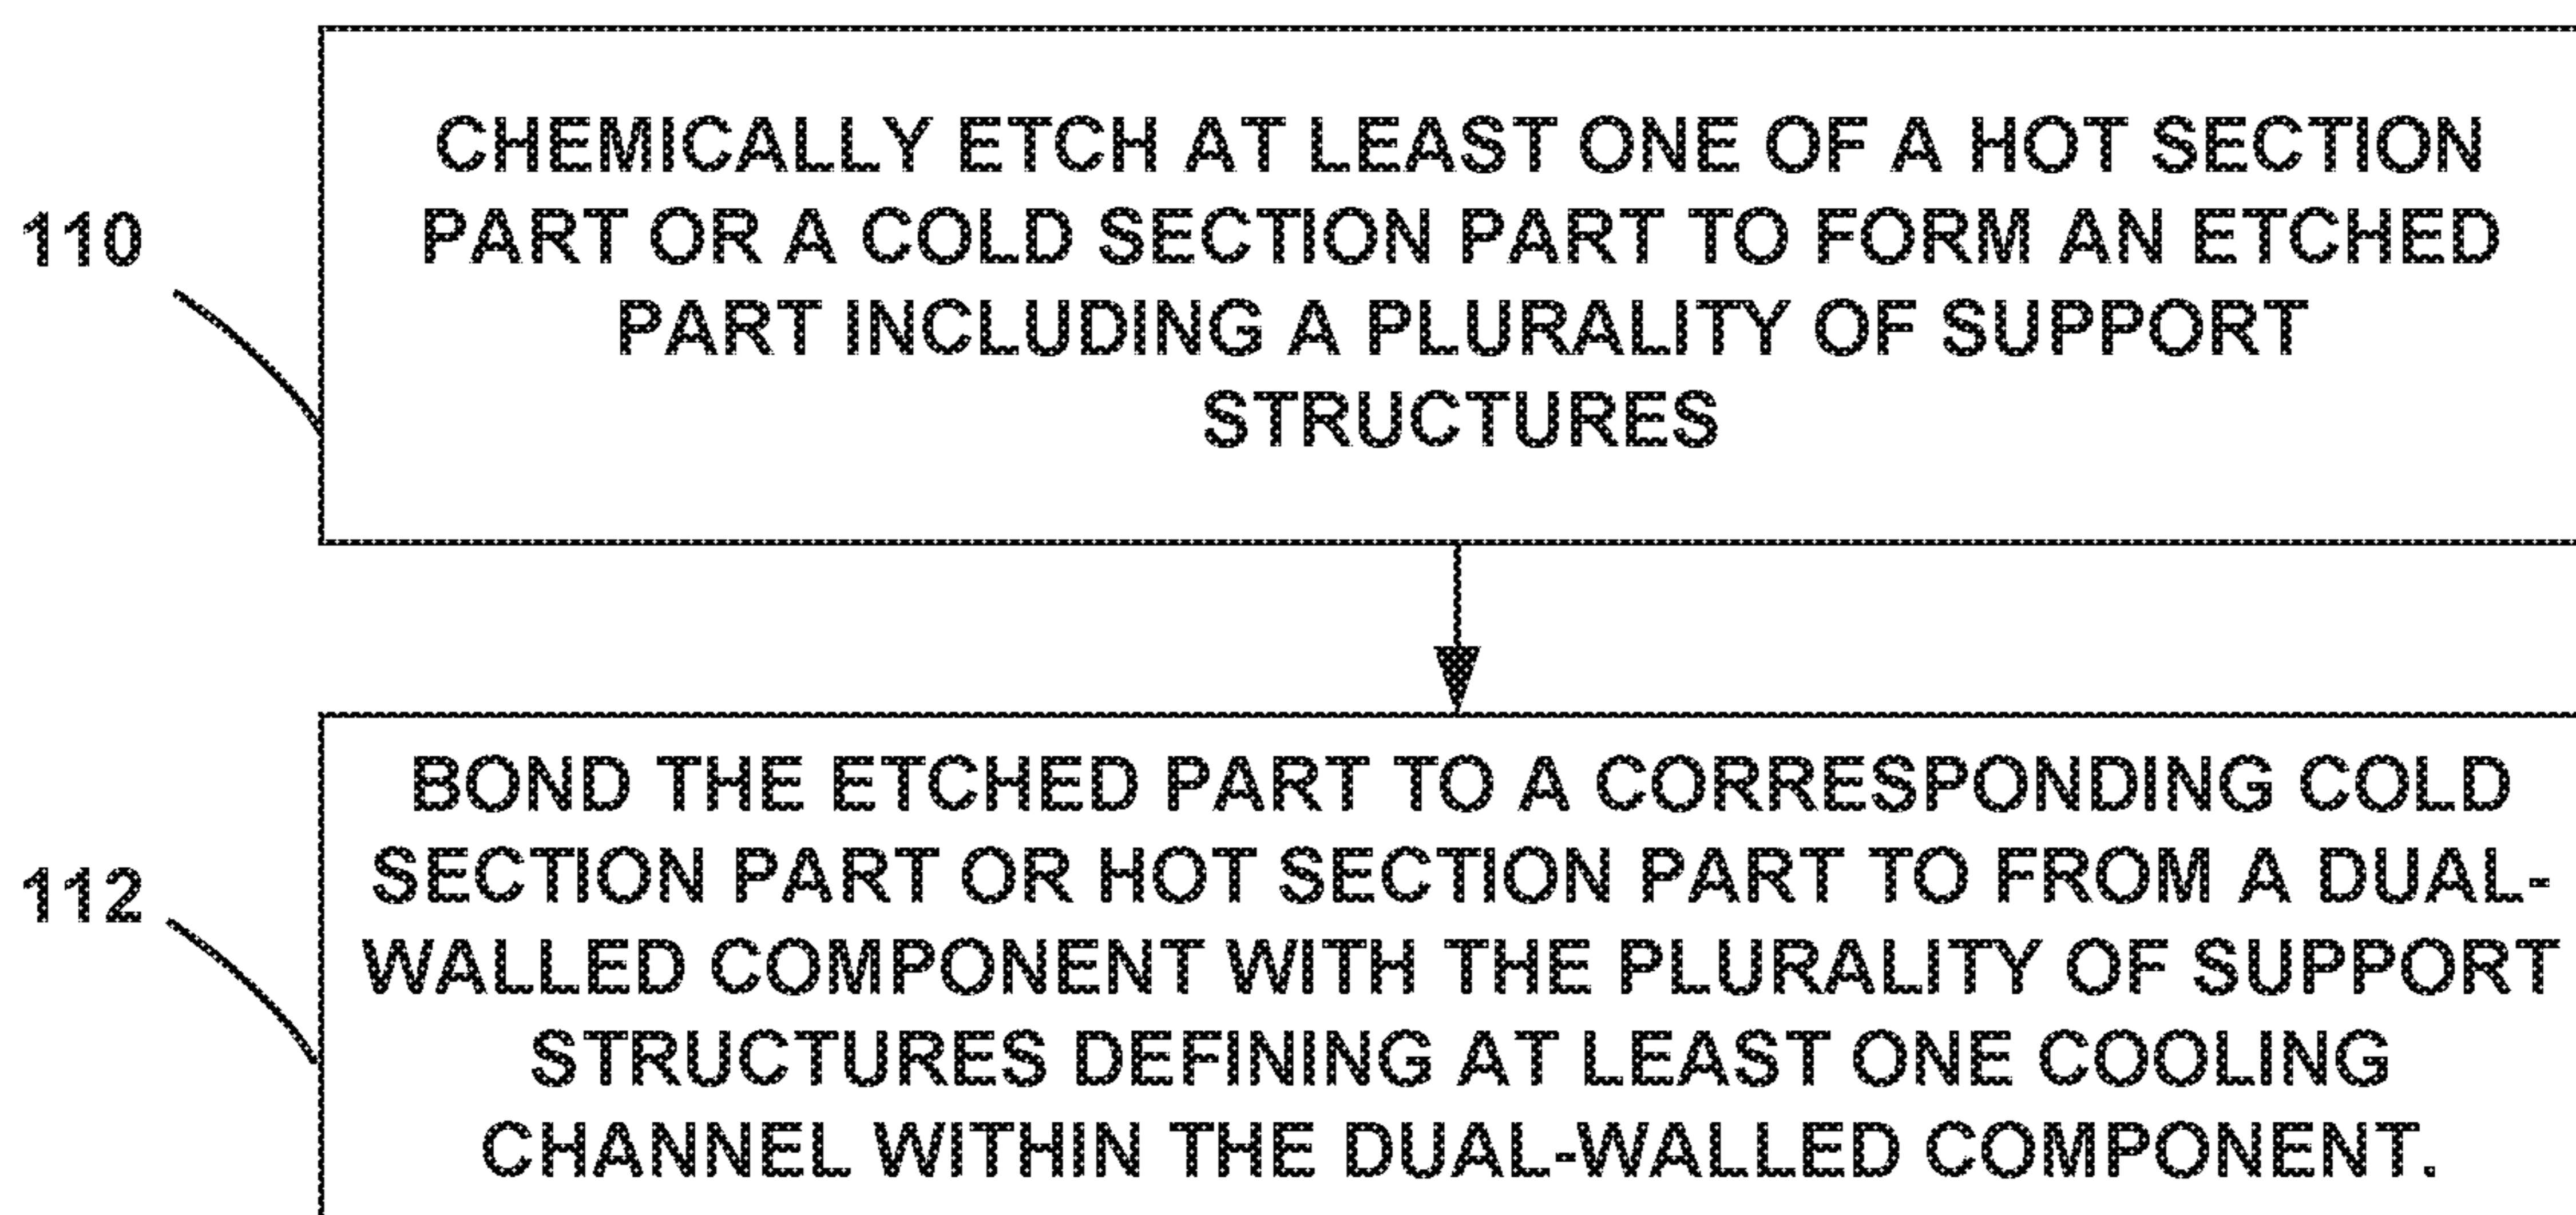 110
CHEMICALLY ETCH AT LEAST ONE OF A HOT SECTION
PART OR A COLD SECTION PART TO FORM AN ETCHED
PART INCLUDING A PLURALITY OF SUPPORT
STRUCTURES
112
BOND THE ETCHED PART TO A CORRESPONDING COLD
SECTION PART OR HOT SECTION PART TO FROM A DUAL-
WALLED COMPONENT WITH THE PLURALITY OF SUPPORT
STRUCTURES DEFINING AT LEAST ONE COOLING
CHANNEL WITHIN THE DUAL-WALLED COMPONENT.